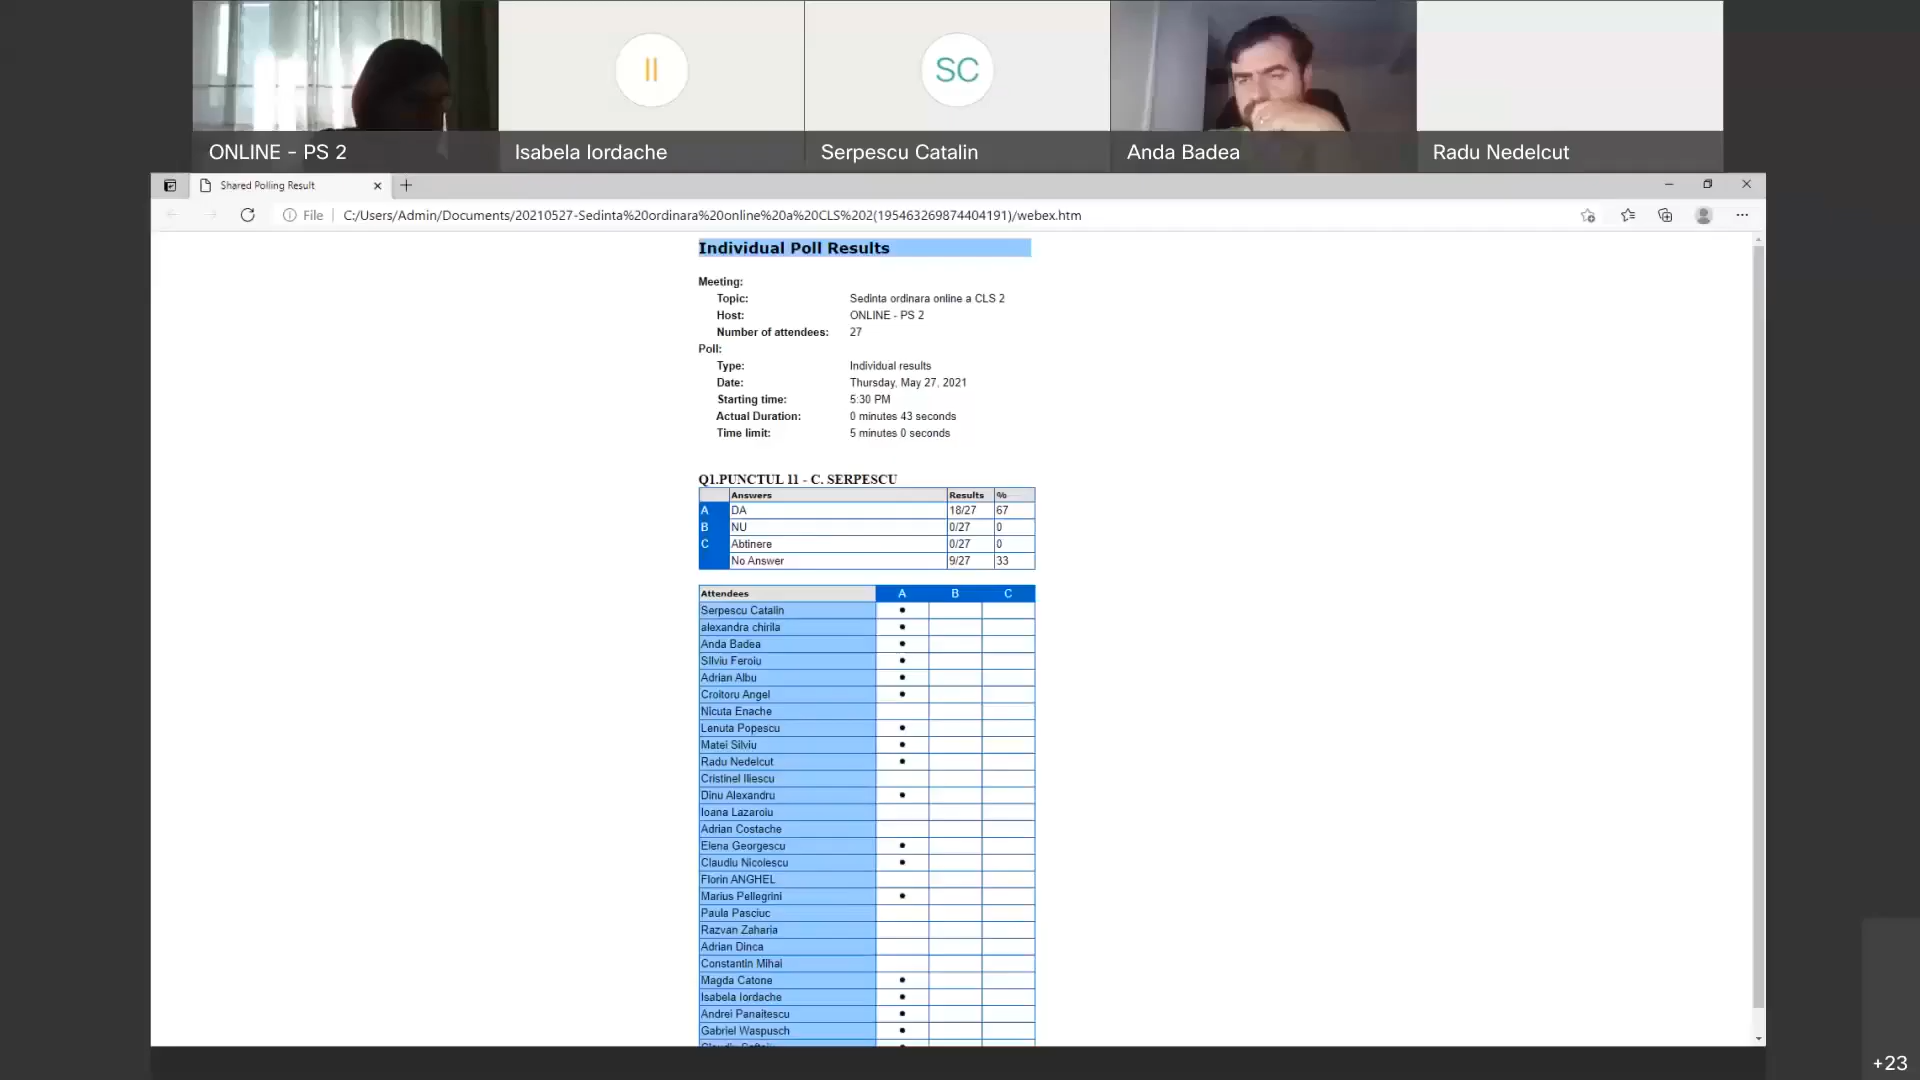 II
SC
ONLINE - PS 2
Isabela Iordache
Serpescu Catalin
Anda Badea
Radu Nedelcut
Shared Polling Result
File
C:/Users/Admin/Documents/20210527-Sedinta%20ordinara%20online%20a%20CLS%202(195463269874404191)/webex.htm
Individual Poll Results
Meeting:
Topic: Sedinta ordinara online a CLS 2
Host: ONLINE - PS 2
Number of attendees: 27
Poll:
Type: Individual results
Date: Thursday, May 27, 2021
Starting time: 5:30 PM
Actual Duration: 0 minutes 43 seconds
Time limit: 5 minutes 0 seconds
Q1.PUNCTUL 11 - C. SERPESCU
Answers Results %
A DA 18/27 67
B NU 0/27 0
C Abtinere 0/27 0
No Answer 9/27 33
Attendees A B C
Serpescu Catalin
alexandra chirila
Anda Badea
SIlviu Feroiu
Adrian Albu
Croitoru Angel
Nicuta Enache
Lenuta Popescu
Matei Silviu
Radu Nedelcut
Cristinel Iliescu
Dinu Alexandru
Ioana Lazaroiu
Adrian Costache
Elena Georgescu
Claudiu Nicolescu
Florin ANGHEL
Marius Pellegrini
Paula Pasciuc
Razvan Zaharia
Adrian Dinca
Constantin Mihai
Magda Catone
Isabela Iordache
Andrei Panaitescu
Gabriel Waspusch
+23